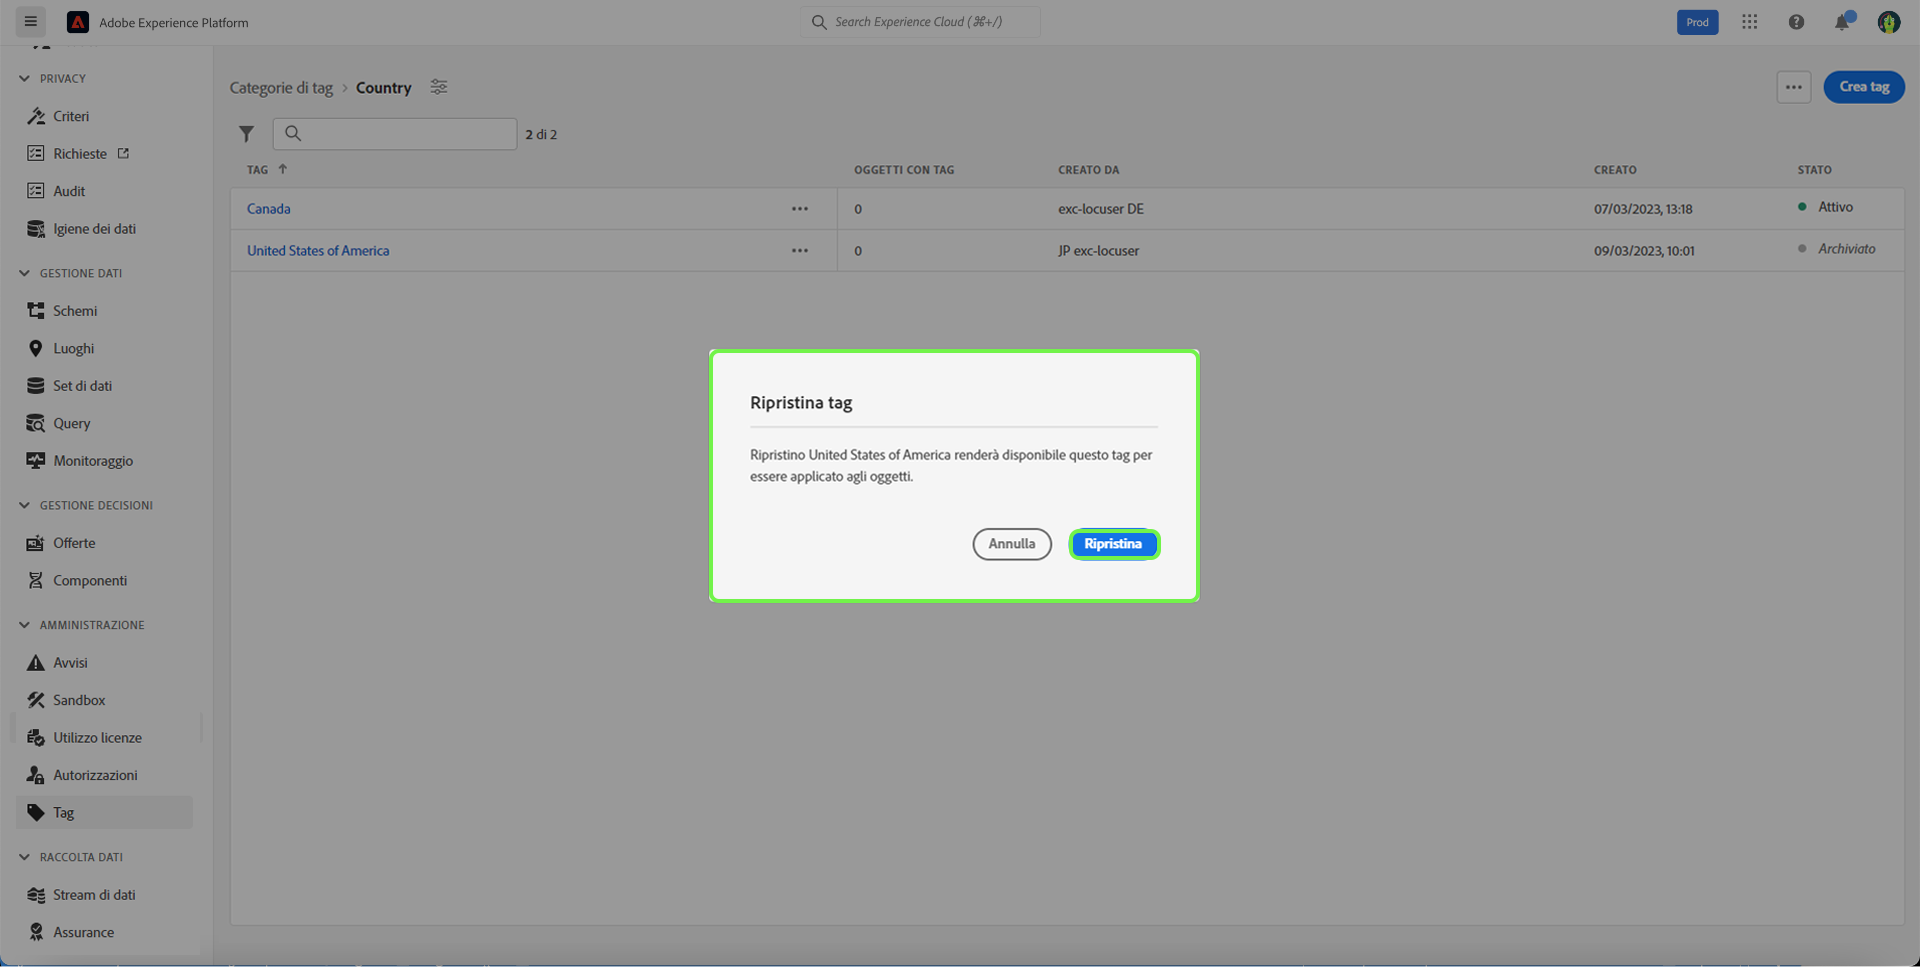 Adobe Experience Platform
Search Experience Cloud (⌘+/)
Prod
PRIVACY
Criteri
Richieste
Audit
Igiene dei dati
GESTIONE DATI
Schemi
Luoghi
Set di dati
Query
Monitoraggio
GESTIONE DECISIONI
Offerte
Componenti
AMMINISTRAZIONE
Avvisi
Sandbox
Utilizzo licenze
Autorizzazioni
Tag
RACCOLTA DATI
Stream di dati
Assurance
Categorie di tag > Country
Crea tag
2 di 2
TAG ↑ OGGETTI CON TAG CREATO DA CREATO STATO
Canada ••• 0 exc-locuser DE 07/03/2023, 13:18 Attivo
United States of America ••• 0 JP exc-locuser 09/03/2023, 10:01 Archiviato
Ripristina tag
Ripristino United States of America renderà disponibile questo tag per
essere applicato agli oggetti.
Annulla Ripristina